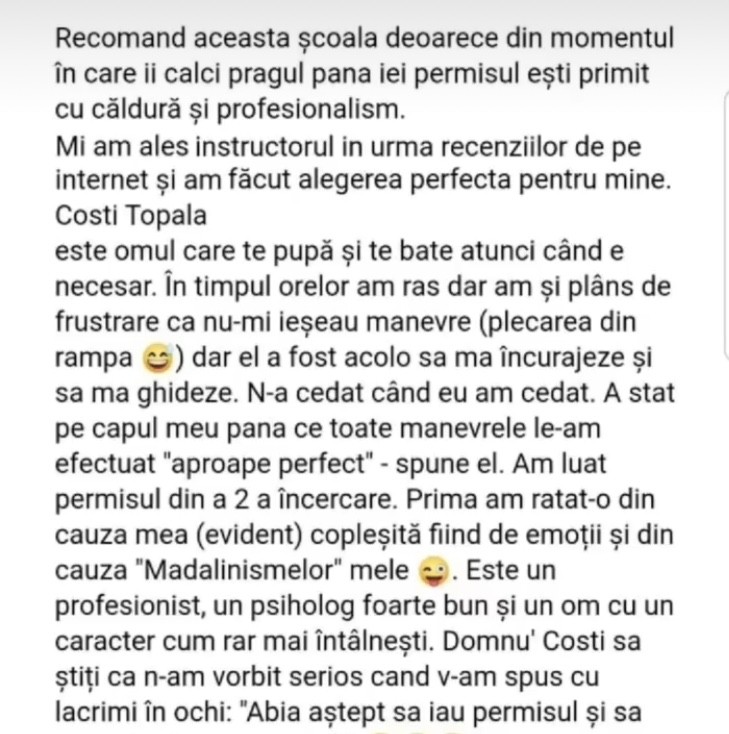 Recomand aceasta școala deoarece din momentul
în care ii calci pragul pana iei permisul ești primit
cu căldură și profesionalism.
Mi am ales instructorul in urma recenziilor de pe
internet și am făcut alegerea perfecta pentru mine.
Costi Topala
este omul care te pupă și te bate atunci când e
necesar. În timpul orelor am ras dar am și plâns de
frustrare ca nu-mi ieșeau manevre (plecarea din
rampa 😅) dar el a fost acolo sa ma încurajeze și
sa ma ghideze. N-a cedat când eu am cedat. A stat
pe capul meu pana ce toate manevrele le-am
efectuat "aproape perfect" - spune el. Am luat
permisul din a 2 a încercare. Prima am ratat-o din
cauza mea (evident) copleșită fiind de emoții și din
cauza "Madalinismelor" mele 😜. Este un
profesionist, un psiholog foarte bun și un om cu un
caracter cum rar mai întâlnești. Domnu' Costi sa
știți ca n-am vorbit serios cand v-am spus cu
lacrimi în ochi: "Abia aștept sa iau permisul și sa